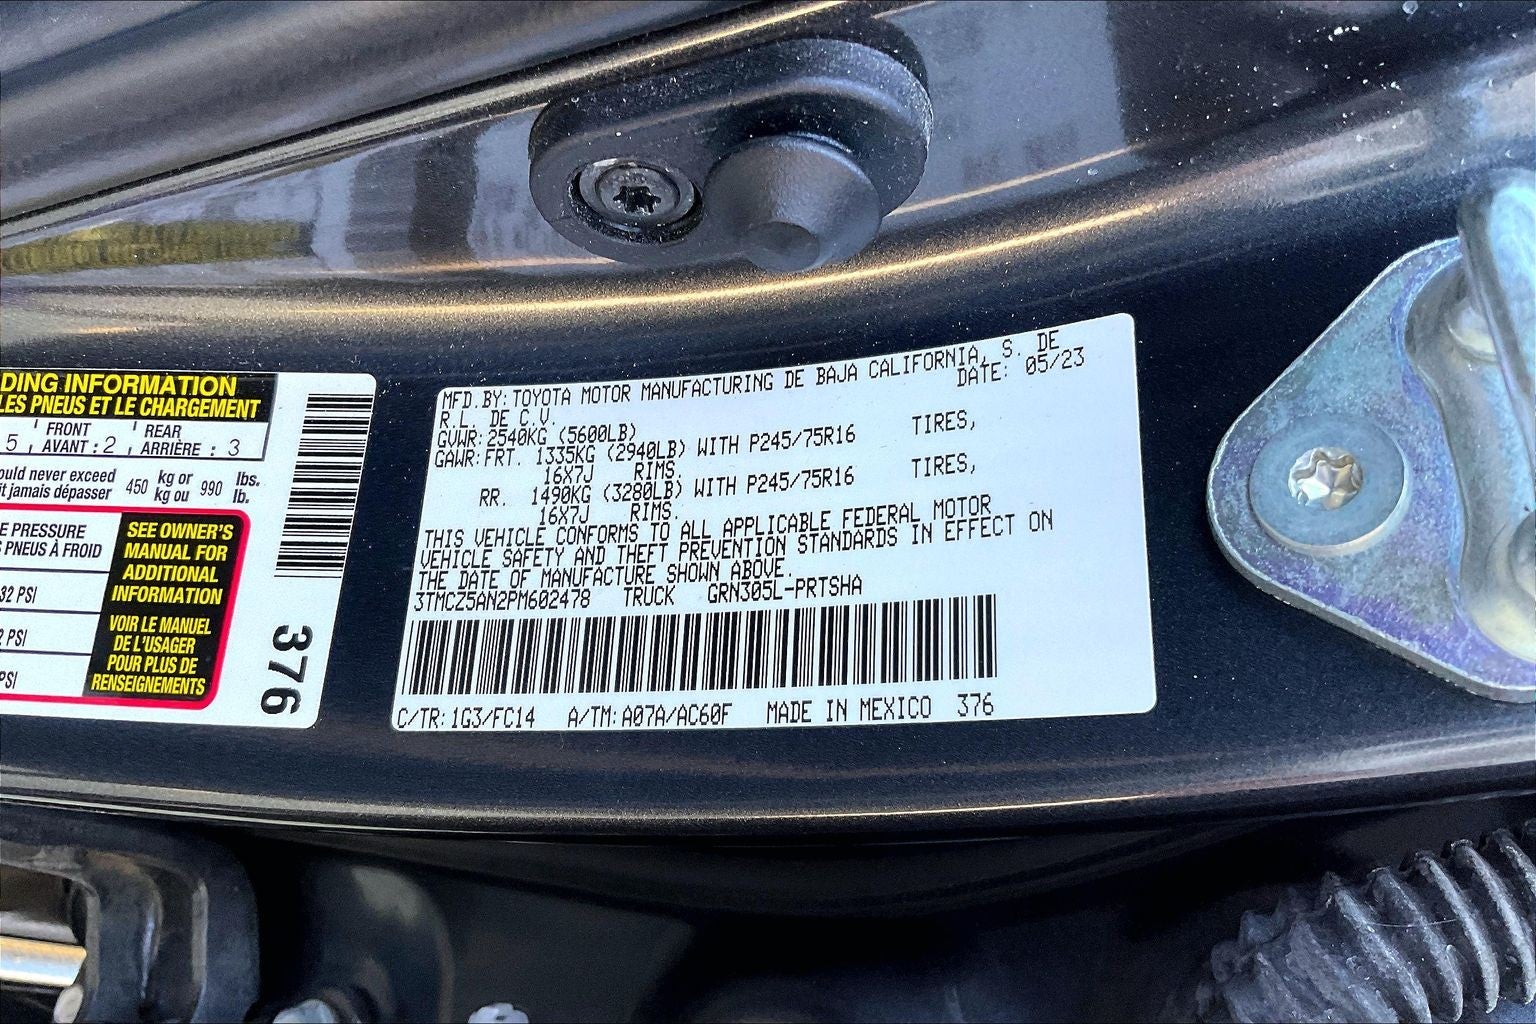 DING INFORMATION
LES PNEUS ET LE CHARGEMENT
5 , FRONT AVANT : 2 , REAR ARRIÈRE : 3
ould never exceed
it jamais dépasser 450 kg or kg ou 990 lbs. lb.
E PRESSURE
PNEUS À FROID
32 PSI
2 PSI
PSI
SEE OWNER'S
MANUAL FOR
ADDITIONAL
INFORMATION
VOIR LE MANUEL
DE L'USAGER
POUR PLUS DE
RENSEIGNEMENTS
376
MFD.BY:TOYOTA MOTOR MANUFACTURING DE BAJA CALIFORNIA, S. DE
R.L. DE C.V. DATE: 05/23
GVWR:2540KG (5600LB)
GAWR:FRT. 1335KG (2940LB) WITH P245/75R16 TIRES,
16X7J RIMS.
RR. 1490KG (3280LB) WITH P245/75R16 TIRES,
16X7J RIMS.
THIS VEHICLE CONFORMS TO ALL APPLICABLE FEDERAL MOTOR
VEHICLE SAFETY AND THEFT PREVENTION STANDARDS IN EFFECT ON
THE DATE OF MANUFACTURE SHOWN ABOVE.
3TMCZ5AN2PM602478 TRUCK GRN305L-PRTSHA
C/TR:1G3/FC14 A/TM:A07A/AC60F MADE IN MEXICO 376